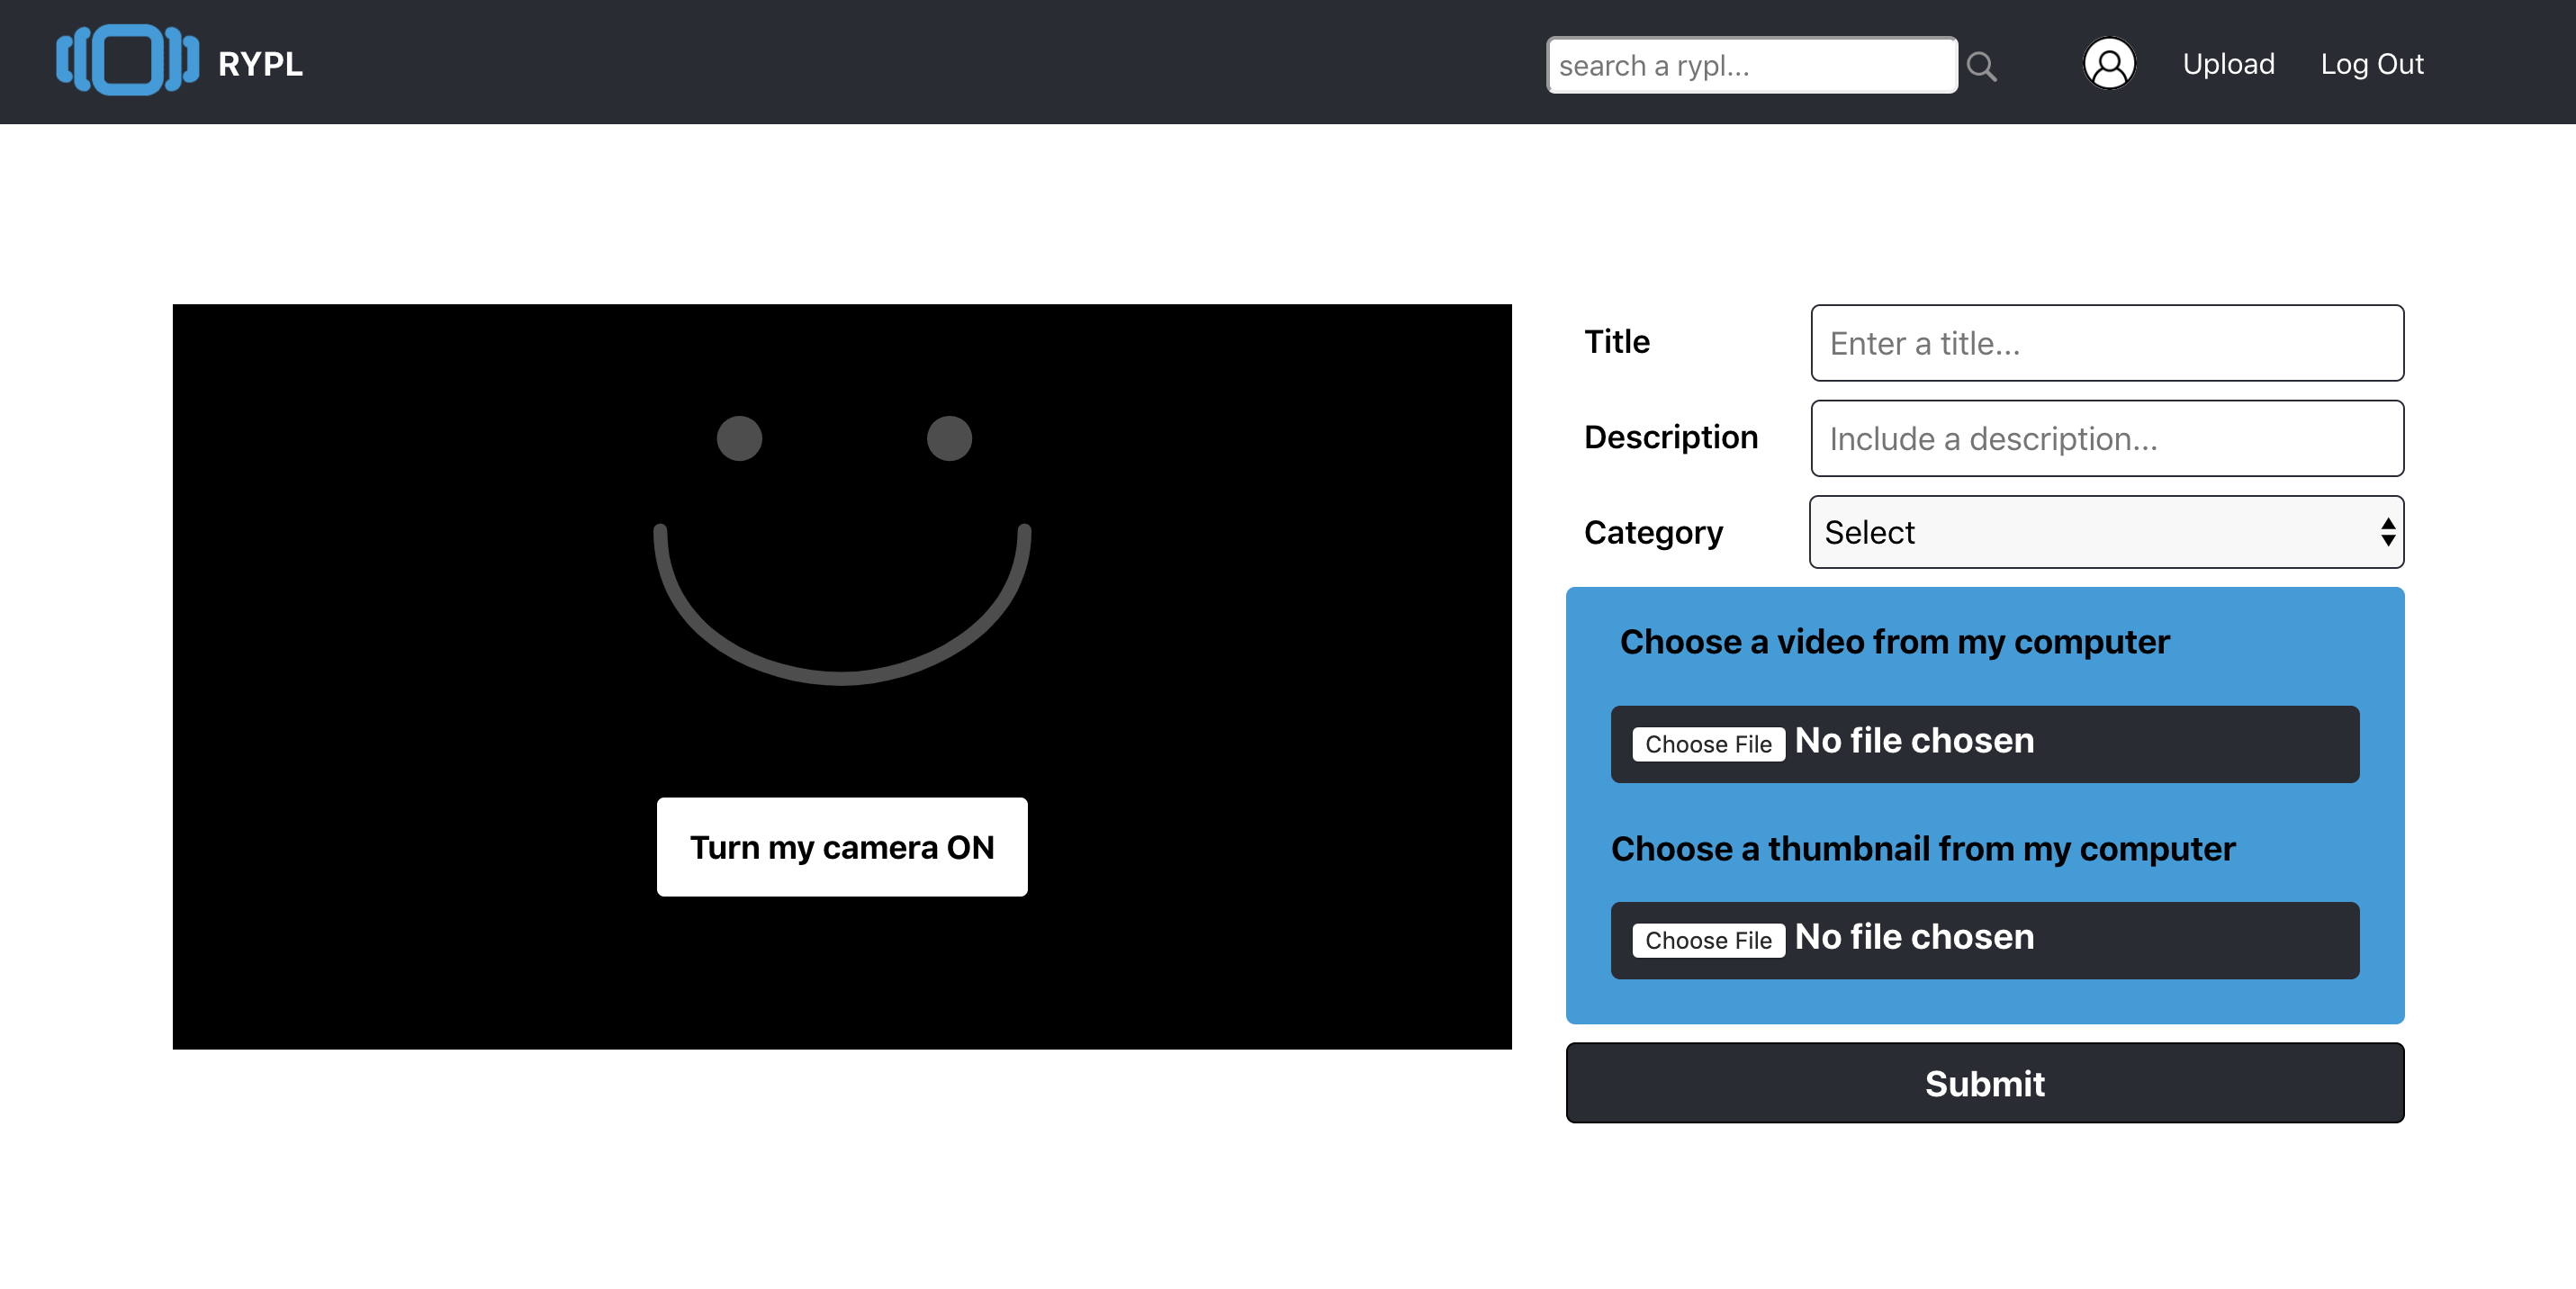 RYPL
search a rypl...
Upload
Log Out
Turn my camera ON
Title
Enter a title...
Description
Include a description...
Category
Select
Choose a video from my computer
Choose File No file chosen
Choose a thumbnail from my computer
Choose File No file chosen
Submit